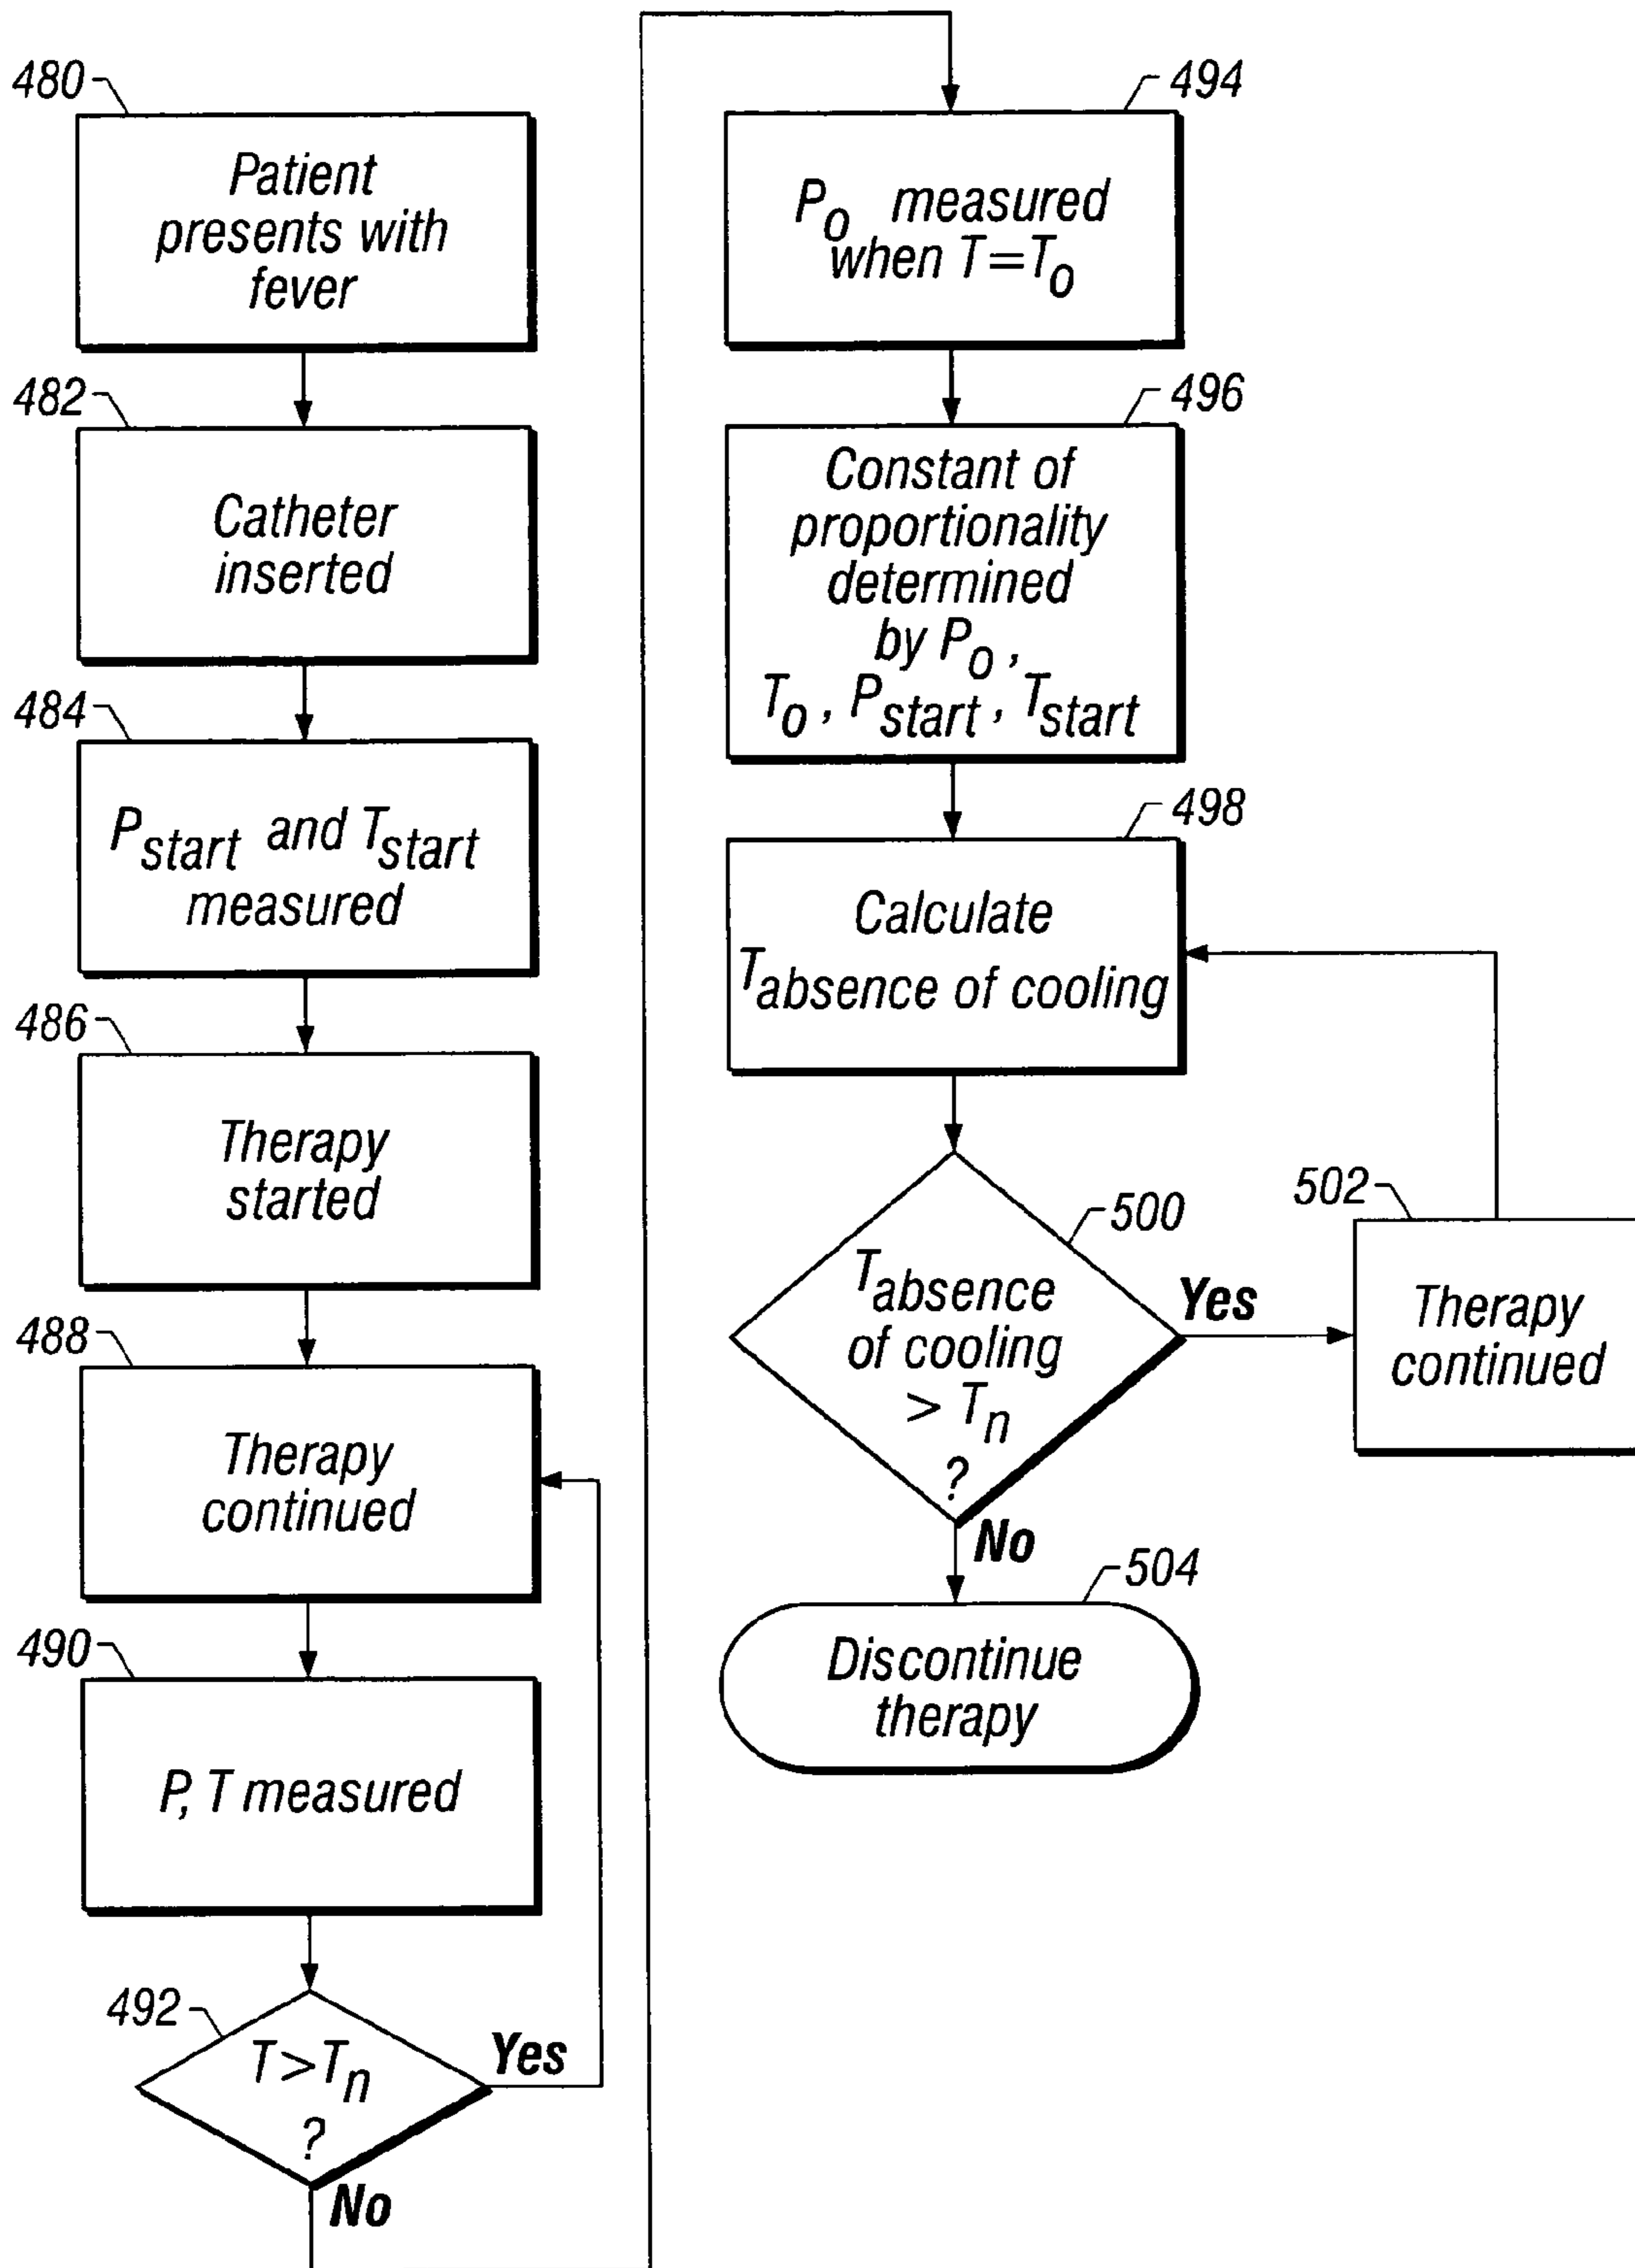 480
Patient
presents with
fever
482
Catheter
inserted
484
Pstart and Tstart
measured
486
Therapy
started
488
Therapy
continued
490
P, T measured
492
T>Tn
?
Yes
No
494
Po measured
when T=To
496
Constant of
proportionality
determined
by Po ,
To , Pstart , Tstart
498
Calculate
Tabsence of cooling
500
Tabsence
of cooling
> Tn
?
Yes
No
502
Therapy
continued
504
Discontinue
therapy